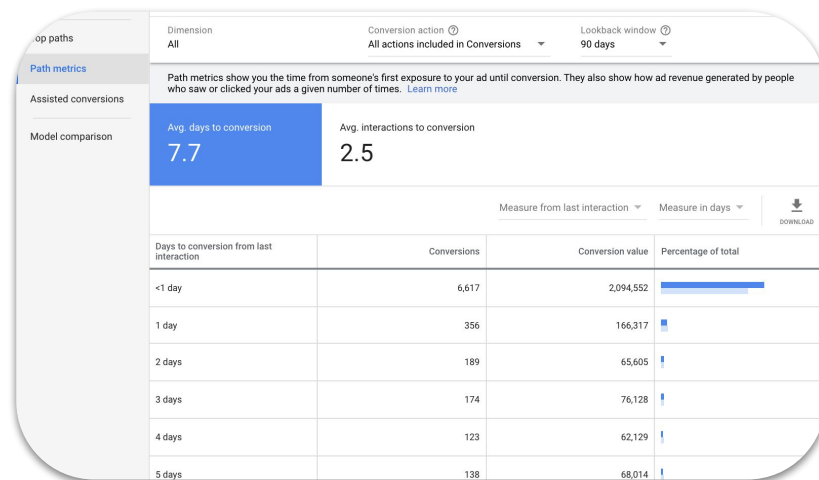 op paths
Path metrics
Assisted conversions
Model comparison
Dimension
All
Conversion action
All actions included in Conversions
Lookback window
90 days
Path metrics show you the time from someone's first exposure to your ad until conversion. They also show how ad revenue generated by people
who saw or clicked your ads a given number of times. Learn more
Avg. days to conversion
7.7
Avg. interactions to conversion
2.5
Measure from last interaction
Measure in days
DOWNLOAD
Days to conversion from last
interaction
Conversions
Conversion value
Percentage of total
<1 day
6,617
2,094,552
1 day
356
166,317
2 days
189
65,605
3 days
174
76,128
4 days
123
62,129
5 days
138
68,014